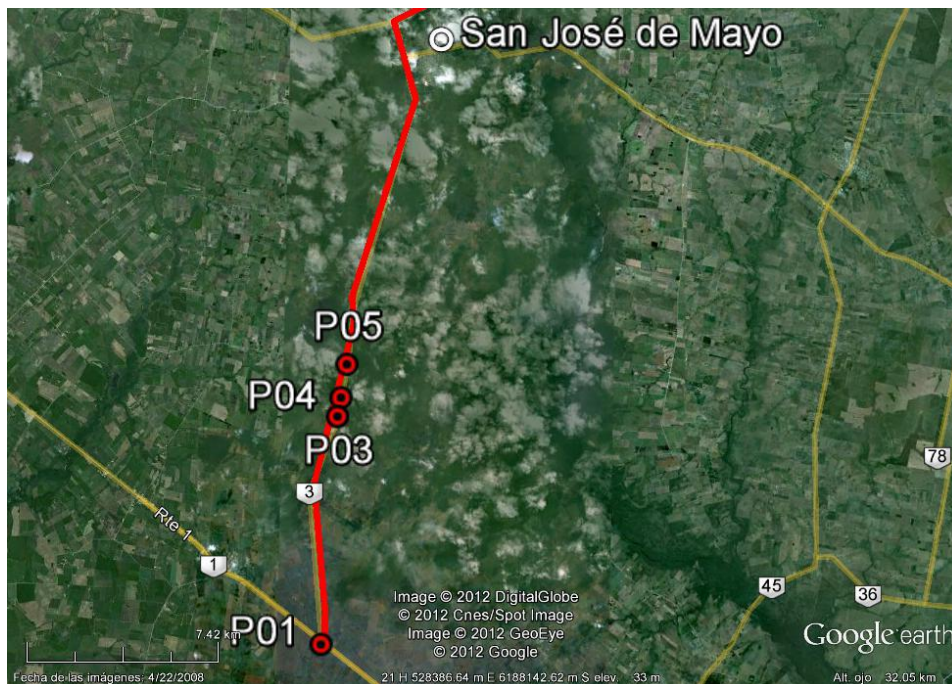 San José de Mayo
P05
P04
P03
3
78
Rte 1
1
45
36
P01
7.42 km
Image © 2012 DigitalGlobe
© 2012 Cnes/Spot Image
Image © 2012 GeoEye
© 2012 Google
Google earth
Fecha de las imágenes: 4/22/2008
21 H 528386.64 m E 6188142.62 m S elev. 33 m
Alt. ojo 32.05 km